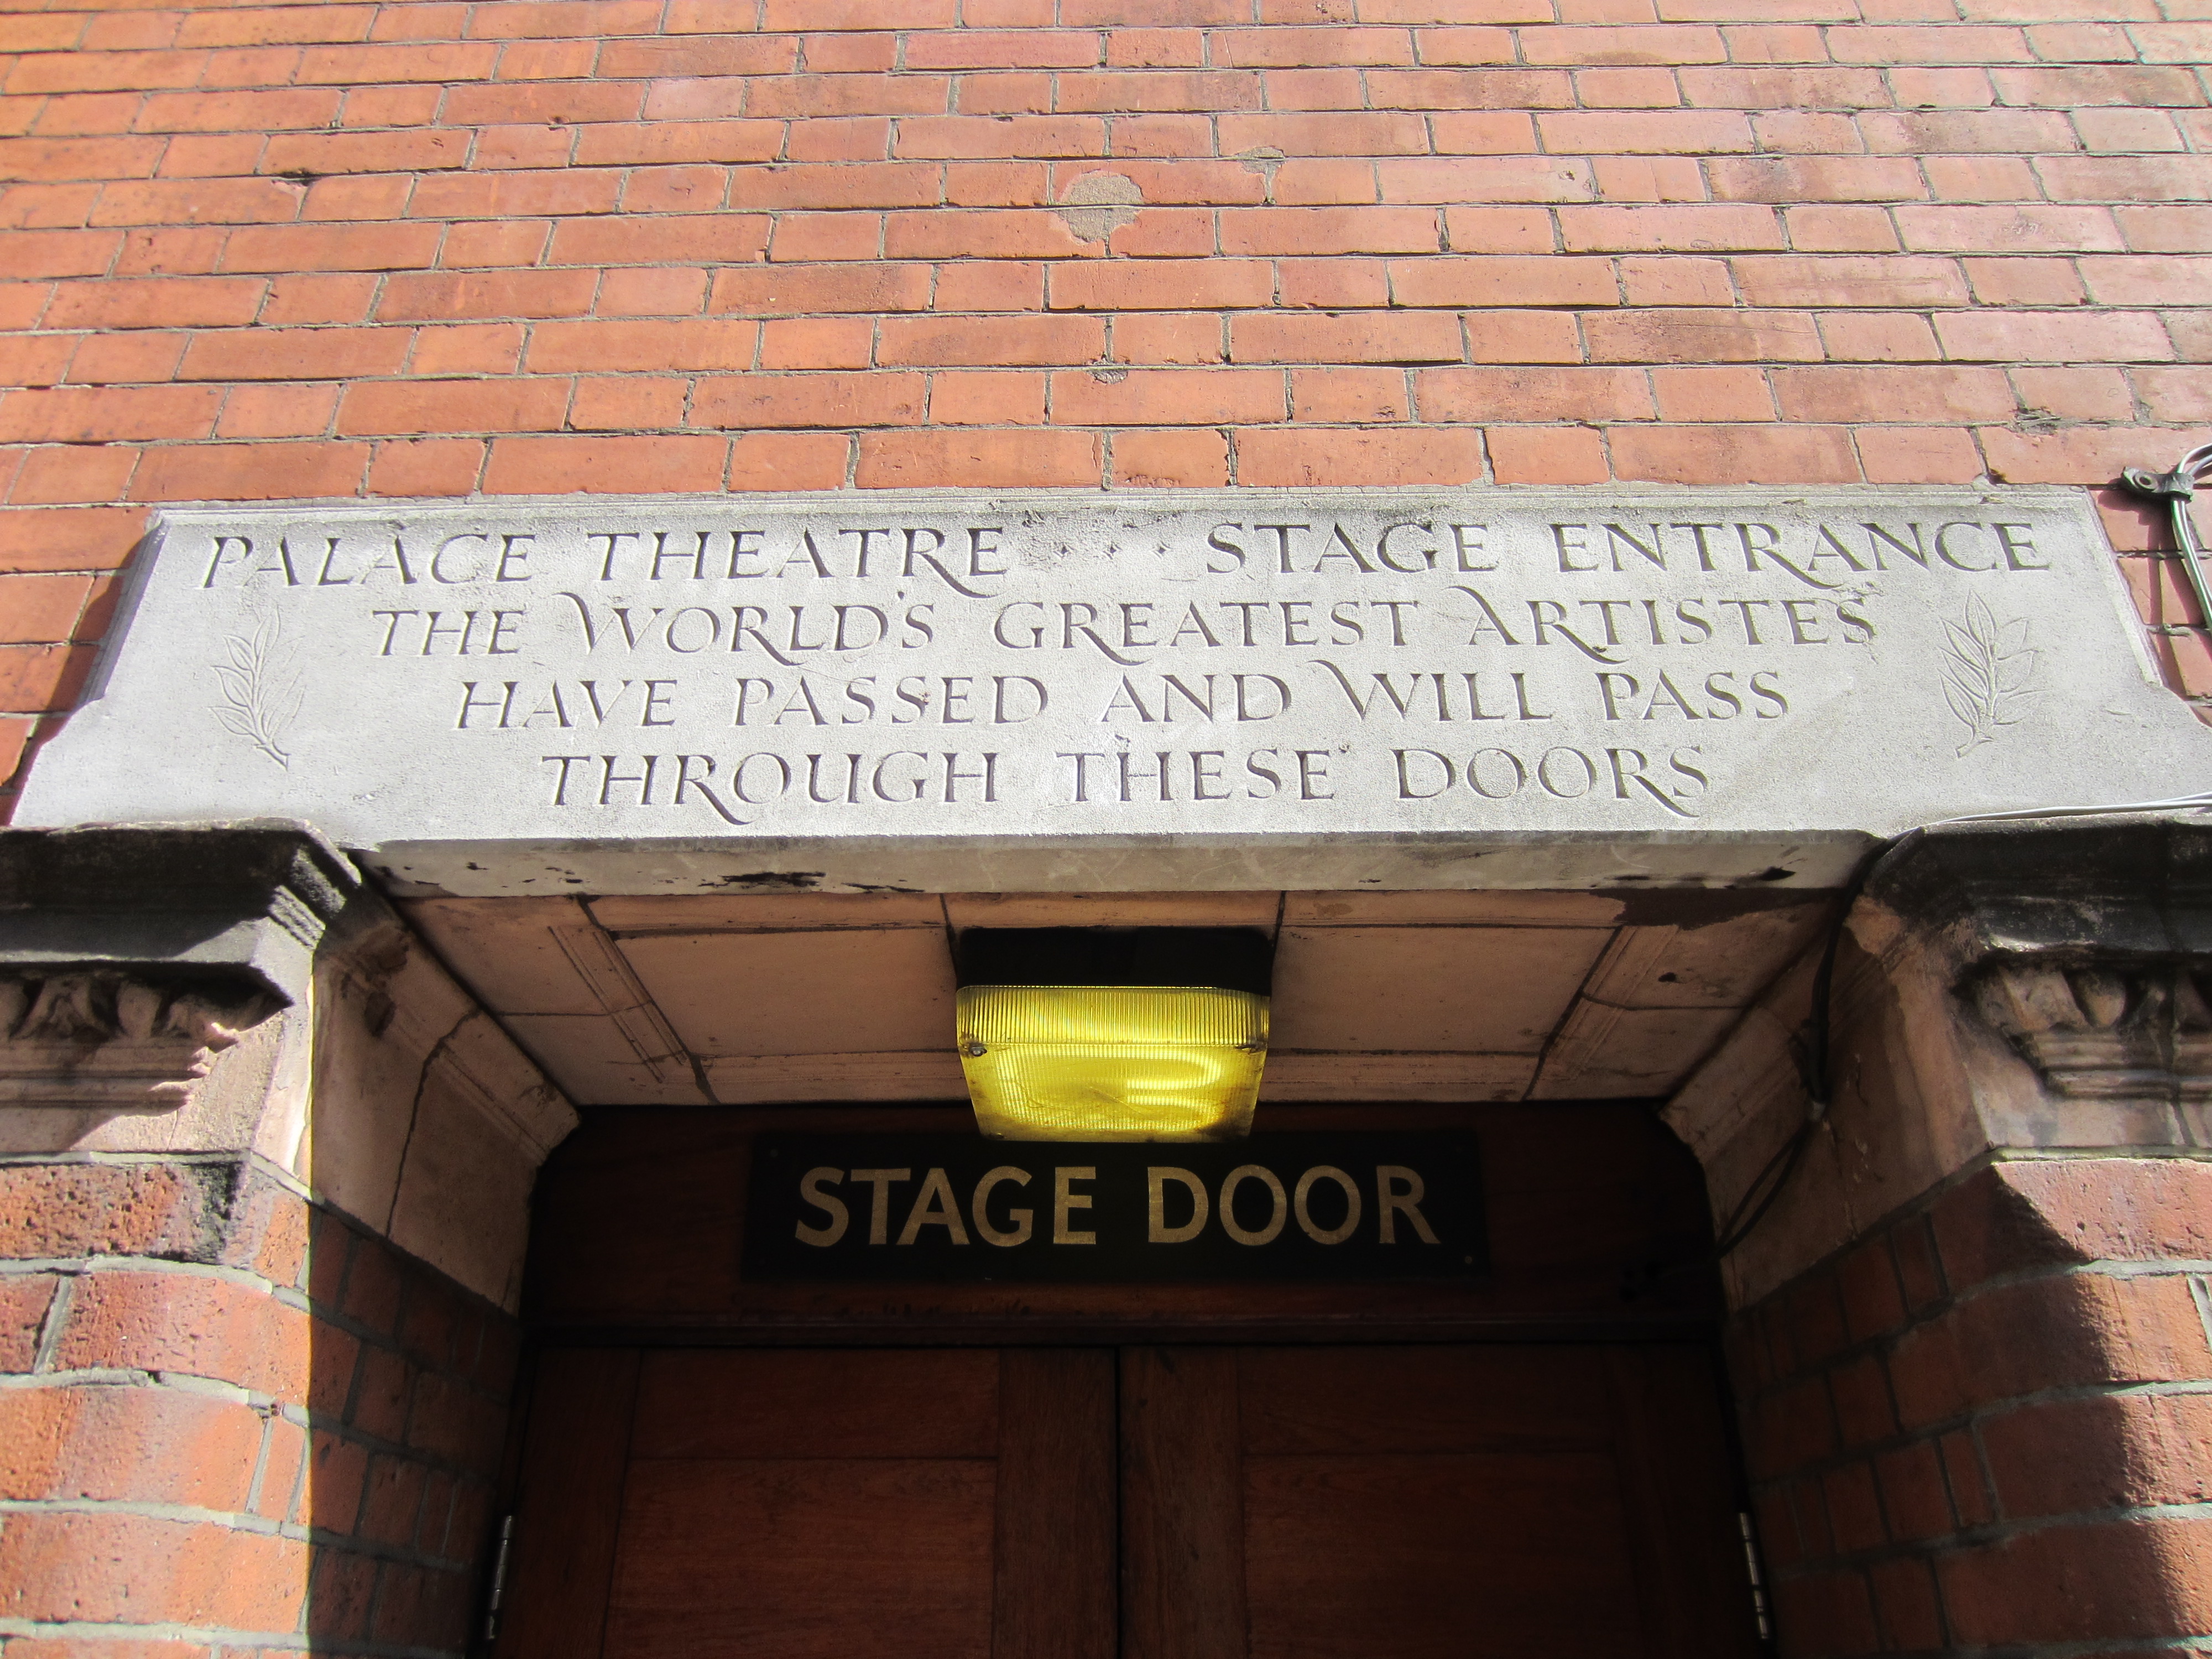 PALACE THEATRE · · · STAGE ENTRANCE
THE WORLD'S GREATEST ARTISTES
HAVE PASSED AND WILL PASS
THROUGH THESE DOORS
STAGE DOOR